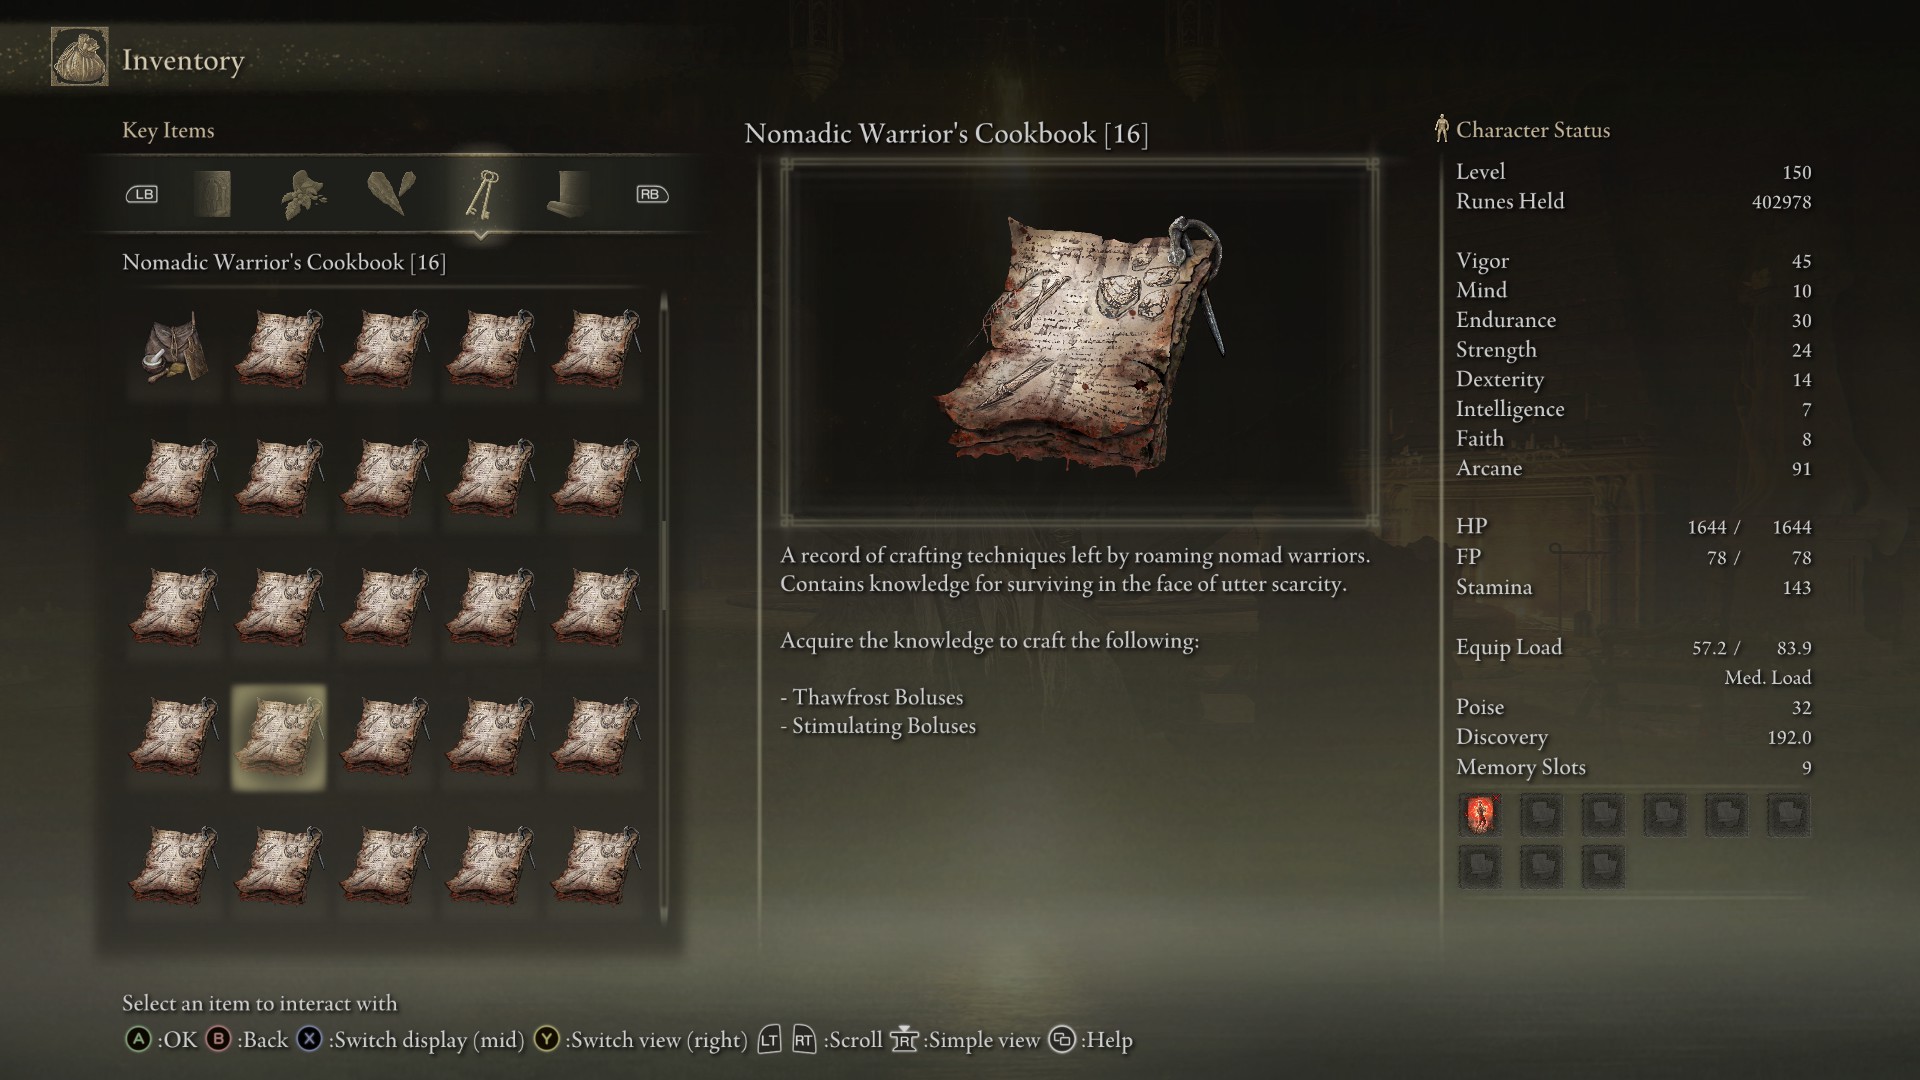 Inventory
Key Items
LB
RB
Nomadic Warrior's Cookbook [16]
Nomadic Warrior's Cookbook [16]
A record of crafting techniques left by roaming nomad warriors.
Contains knowledge for surviving in the face of utter scarcity.
Acquire the knowledge to craft the following:
- Thawfrost Boluses
- Stimulating Boluses
Character Status
Level 150
Runes Held 402978
Vigor 45
Mind 10
Endurance 30
Strength 24
Dexterity 14
Intelligence 7
Faith 8
Arcane 91
HP 1644 / 1644
FP 78 / 78
Stamina 143
Equip Load 57.2 / 83.9
Med. Load
Poise 32
Discovery 192.0
Memory Slots 9
Select an item to interact with
A :OK B :Back X :Switch display (mid) Y :Switch view (right) LT RT :Scroll R :Simple view :Help